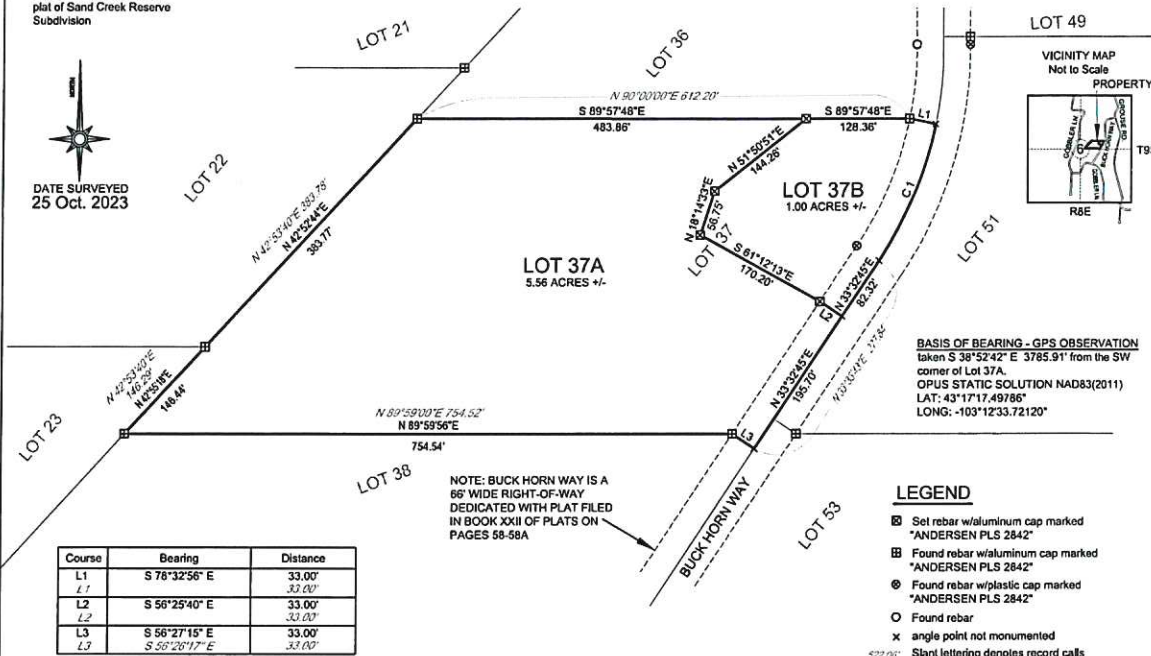 plat of Sand Creek Reserve
Subdivision
DATE SURVEYED
25 Oct. 2023
LOT 21
LOT 36
LOT 49
LOT 22
N 90°00'00"E 612.20'
S 89°57'48"E
483.86'
S 89°57'48"E
128.36'
L1
N 51°50'51"E
144.26'
N 18°14'33"E
56.75'
LOT 37
LOT 37B
1.00 ACRES +/-
C1
S 61°12'13"E
170.20'
L2
N 33°32'45"E
82.32'
LOT 51
VICINITY MAP
Not to Scale
PROPERTY
GOBBLER LN
GROUSE RD
6
R8E
N 42°53'40"E 383.78'
N 42°52'44"E
383.77'
LOT 37A
5.56 ACRES +/-
N 42°53'40"E
146.29'
N 42°55'18"E
146.44'
LOT 23
N 33°32'45"E
195.70'
BASIS OF BEARING - GPS OBSERVATION
taken S 38°52'42" E 3785.91' from the SW
corner of Lot 37A.
OPUS STATIC SOLUTION NAD83(2011)
LAT: 43°17'17.49786"
LONG: -103°12'33.72120"
N 89°59'00"E 754.52'
N 89°59'56"E
754.54'
L3
LOT 38
NOTE: BUCK HORN WAY IS A
66' WIDE RIGHT-OF-WAY
DEDICATED WITH PLAT FILED
IN BOOK XXII OF PLATS ON
PAGES 58-58A
BUCK HORN WAY
LOT 53
Course Bearing Distance
L1 S 78°32'56" E 33.00'
L1 33.00'
L2 S 56°25'40" E 33.00'
L2 33.00'
L3 S 56°27'15" E 33.00'
L3 S 56°26'17" E 33.00'
LEGEND
Set rebar w/aluminum cap marked
"ANDERSEN PLS 2842"
Found rebar w/aluminum cap marked
"ANDERSEN PLS 2842"
Found rebar w/plastic cap marked
"ANDERSEN PLS 2842"
Found rebar
x angle point not monumented
Slant lettering denotes record calls